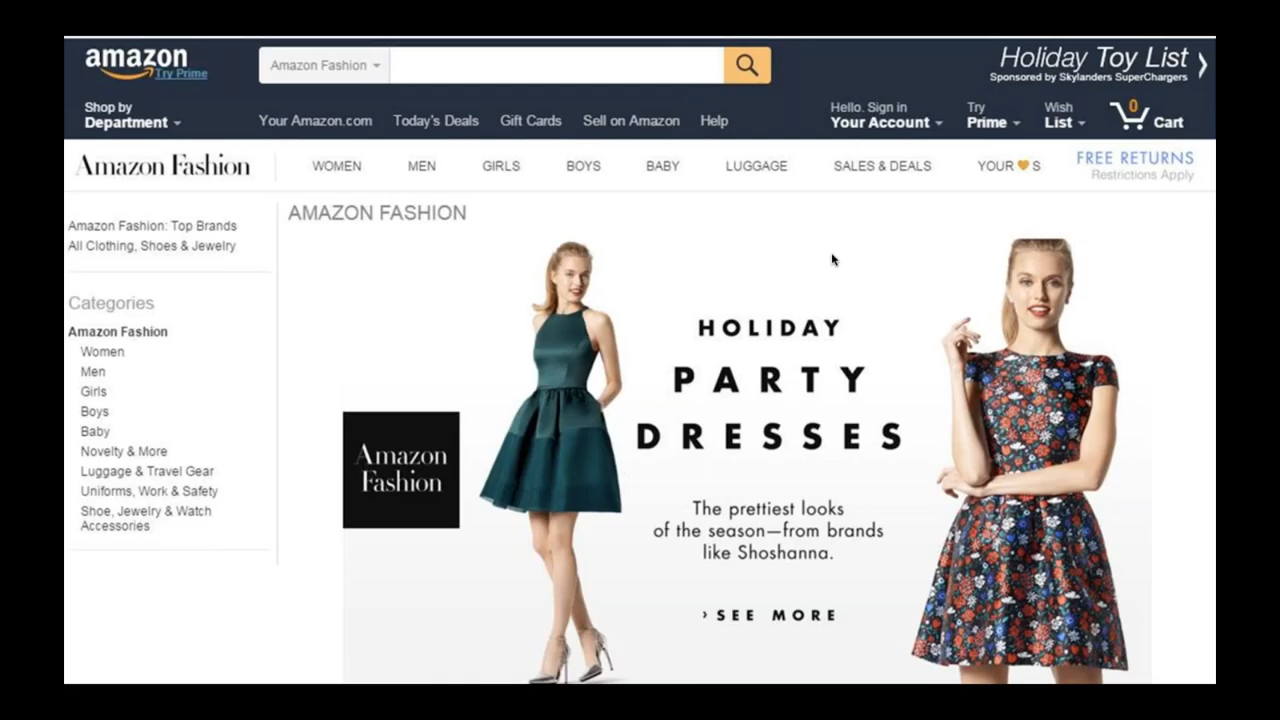 amazon
Try Prime
Amazon Fashion
Holiday Toy List
Sponsored by Skylanders SuperChargers
Shop by
Department
Your Amazon.com
Today's Deals
Gift Cards
Sell on Amazon
Help
Hello. Sign in
Your Account
Try
Prime
Wish
List
0
Cart
Amazon Fashion
WOMEN
MEN
GIRLS
BOYS
BABY
LUGGAGE
SALES & DEALS
YOUR 🧡 S
FREE RETURNS
Restrictions Apply
Amazon Fashion: Top Brands
All Clothing, Shoes & Jewelry
Categories
Amazon Fashion
Women
Men
Girls
Boys
Baby
Novelty & More
Luggage & Travel Gear
Uniforms, Work & Safety
Shoe, Jewelry & Watch
Accessories
AMAZON FASHION
Amazon
Fashion
HOLIDAY
PARTY
DRESSES
The prettiest looks
of the season—from brands
like Shoshanna.
› SEE MORE